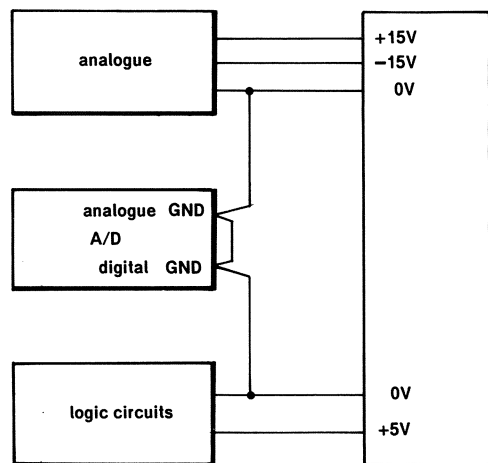 analogue
+15V
−15V
0V
analogue GND
A/D
digital GND
logic circuits
0V
+5V